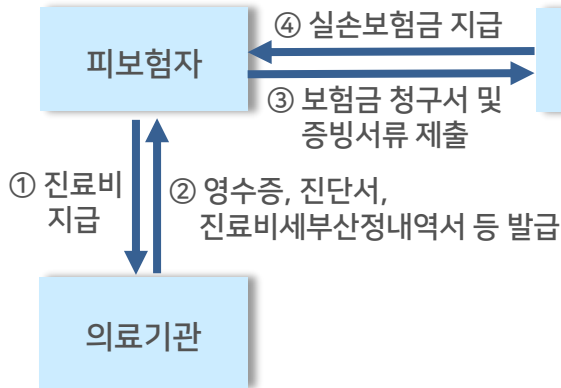 ④ 실손보험금 지급
피보험자
③ 보험금 청구서 및
증빙서류 제출
① 진료비
지급
② 영수증, 진단서,
진료비세부산정내역서 등 발급
의료기관